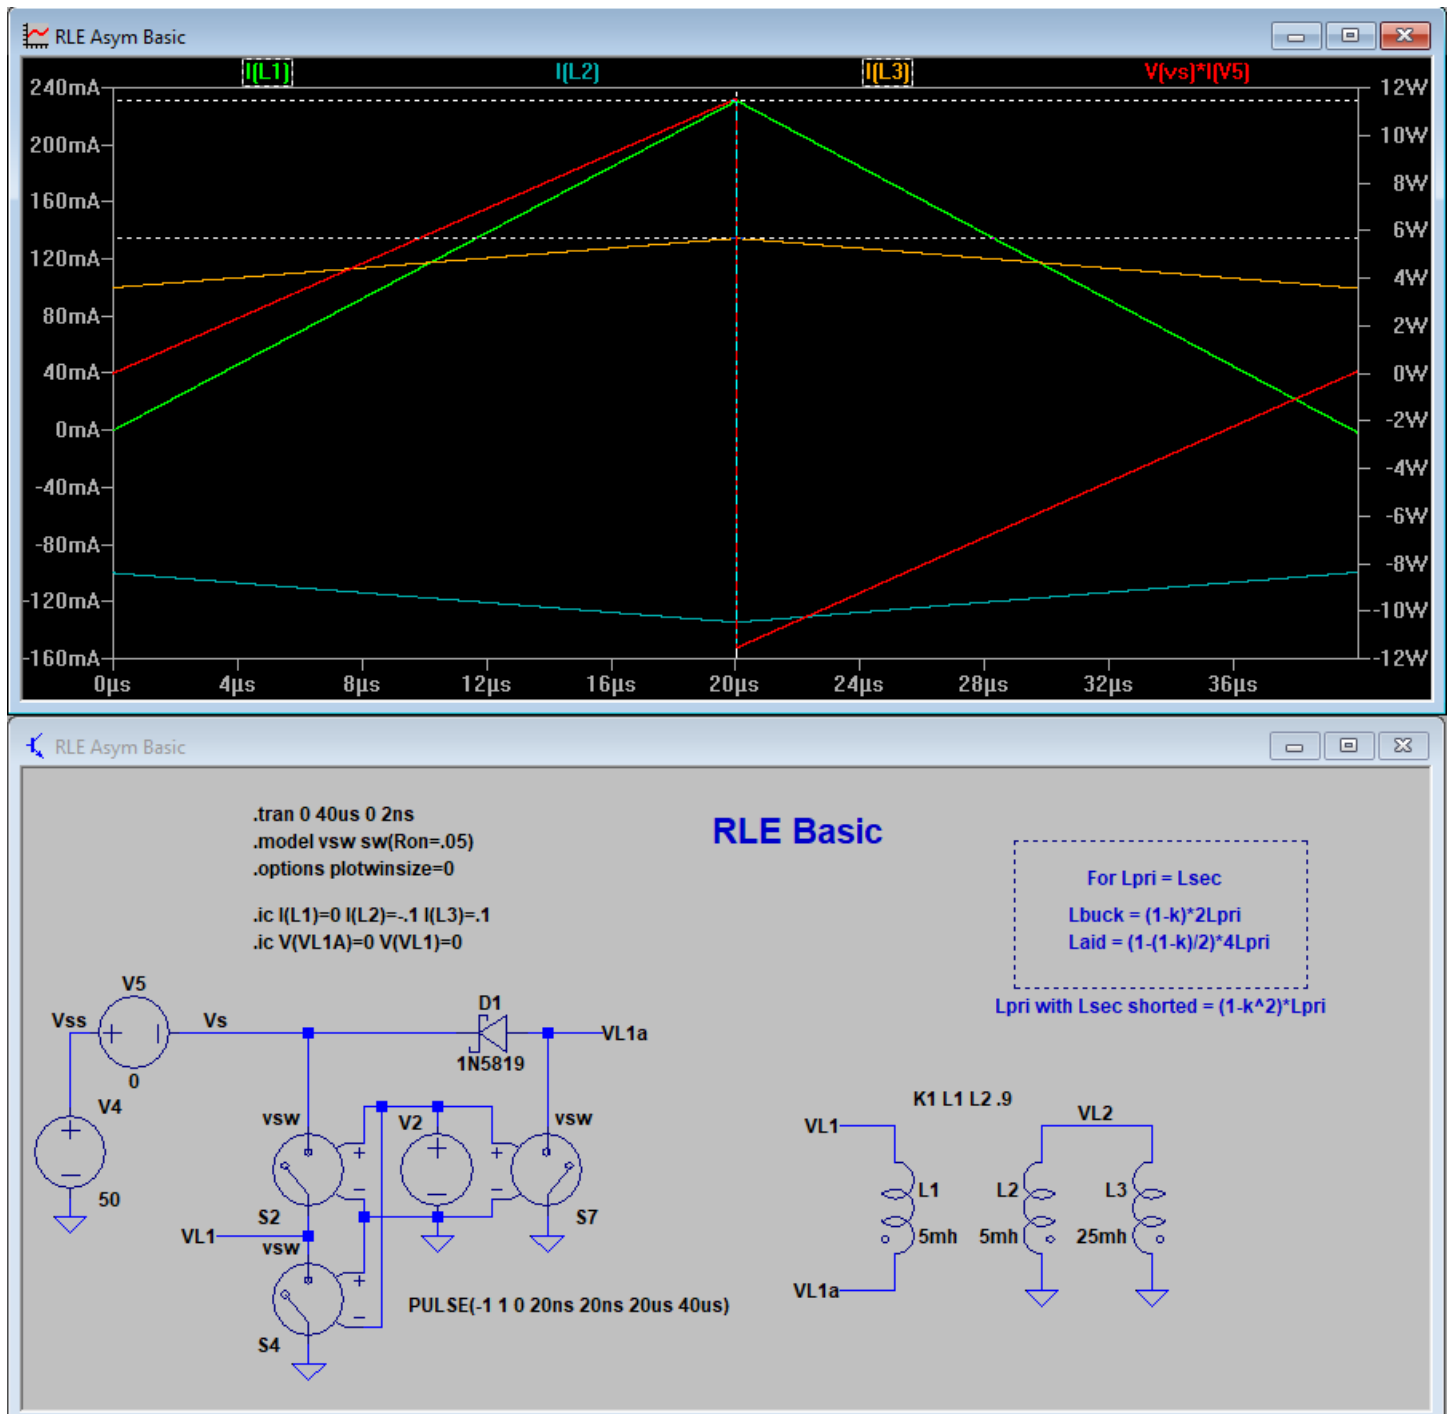 RLE Asym Basic
I(L1) I(L2) I(L3) V(vs)*I(V5)
240mA 12W
200mA 10W
160mA 8W
6W
120mA 4W
80mA 2W
40mA 0W
0mA -2W
-40mA -4W
-6W
-80mA -8W
-120mA -10W
-160mA -12W
0µs 4µs 8µs 12µs 16µs 20µs 24µs 28µs 32µs 36µs
RLE Asym Basic
.tran 0 40us 0 2ns
.model vsw sw(Ron=.05)
.options plotwinsize=0
.ic I(L1)=0 I(L2)=-.1 I(L3)=.1
.ic V(VL1A)=0 V(VL1)=0
RLE Basic
For Lpri = Lsec
Lbuck = (1-k)*2Lpri
Laid = (1-(1-k)/2)*4Lpri
Lpri with Lsec shorted = (1-k^2)*Lpri
V5
Vss Vs
0
D1
1N5819
VL1a
V4
50
vsw
S2
V2
vsw
S7
VL1
vsw
S4
PULSE(-1 1 0 20ns 20ns 20us 40us)
K1 L1 L2 .9
VL1
VL2
L1
5mh
L2
5mh
L3
25mh
VL1a